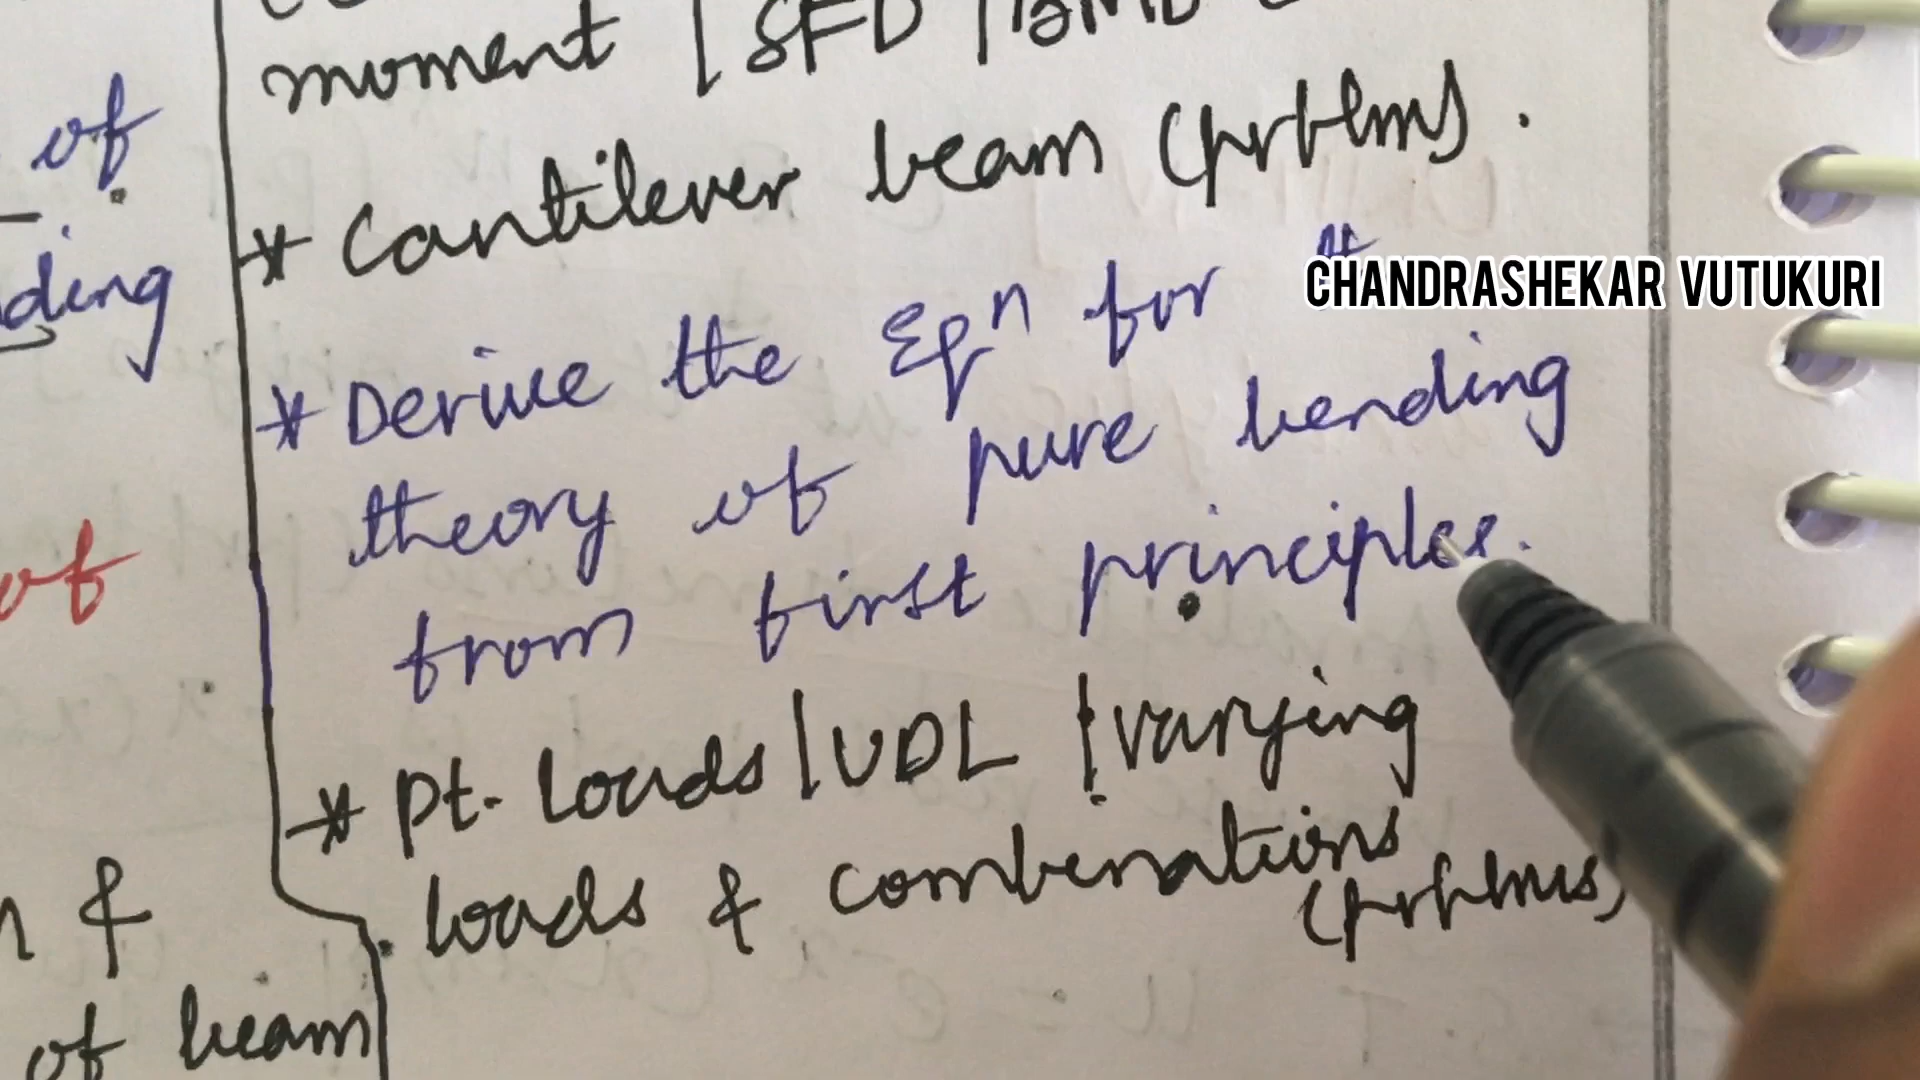 moment | SFD | BMD
* Cantilever beam (prblms).
* Derive the Eqn for
theory of pure bending
from first principles.
* Pt. loads | UDL | varying
loads & combinations
(prblms)
of
ding
of
&
of beam
CHANDRASHEKAR VUTUKURI